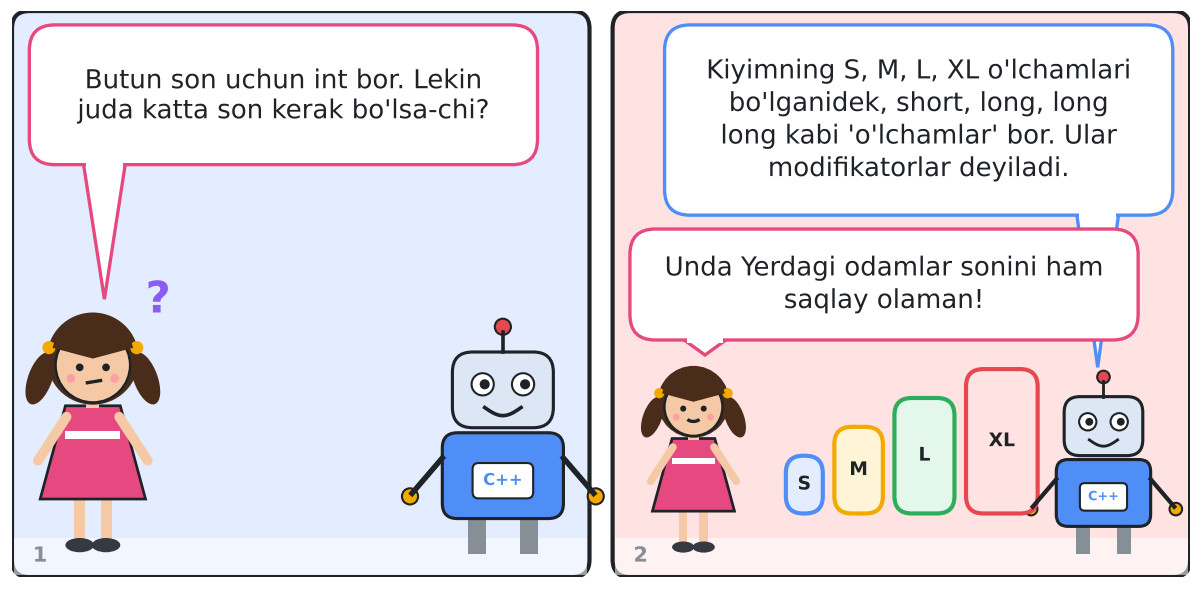 Butun son uchun int bor. Lekin
juda katta son kerak bo'lsa-chi?
?
C++
1
Kiyimning S, M, L, XL o'lchamlari
bo'lganidek, short, long, long
long kabi 'o'lchamlar' bor. Ular
modifikatorlar deyiladi.
Unda Yerdagi odamlar sonini ham
saqlay olaman!
S
M
L
XL
C++
2